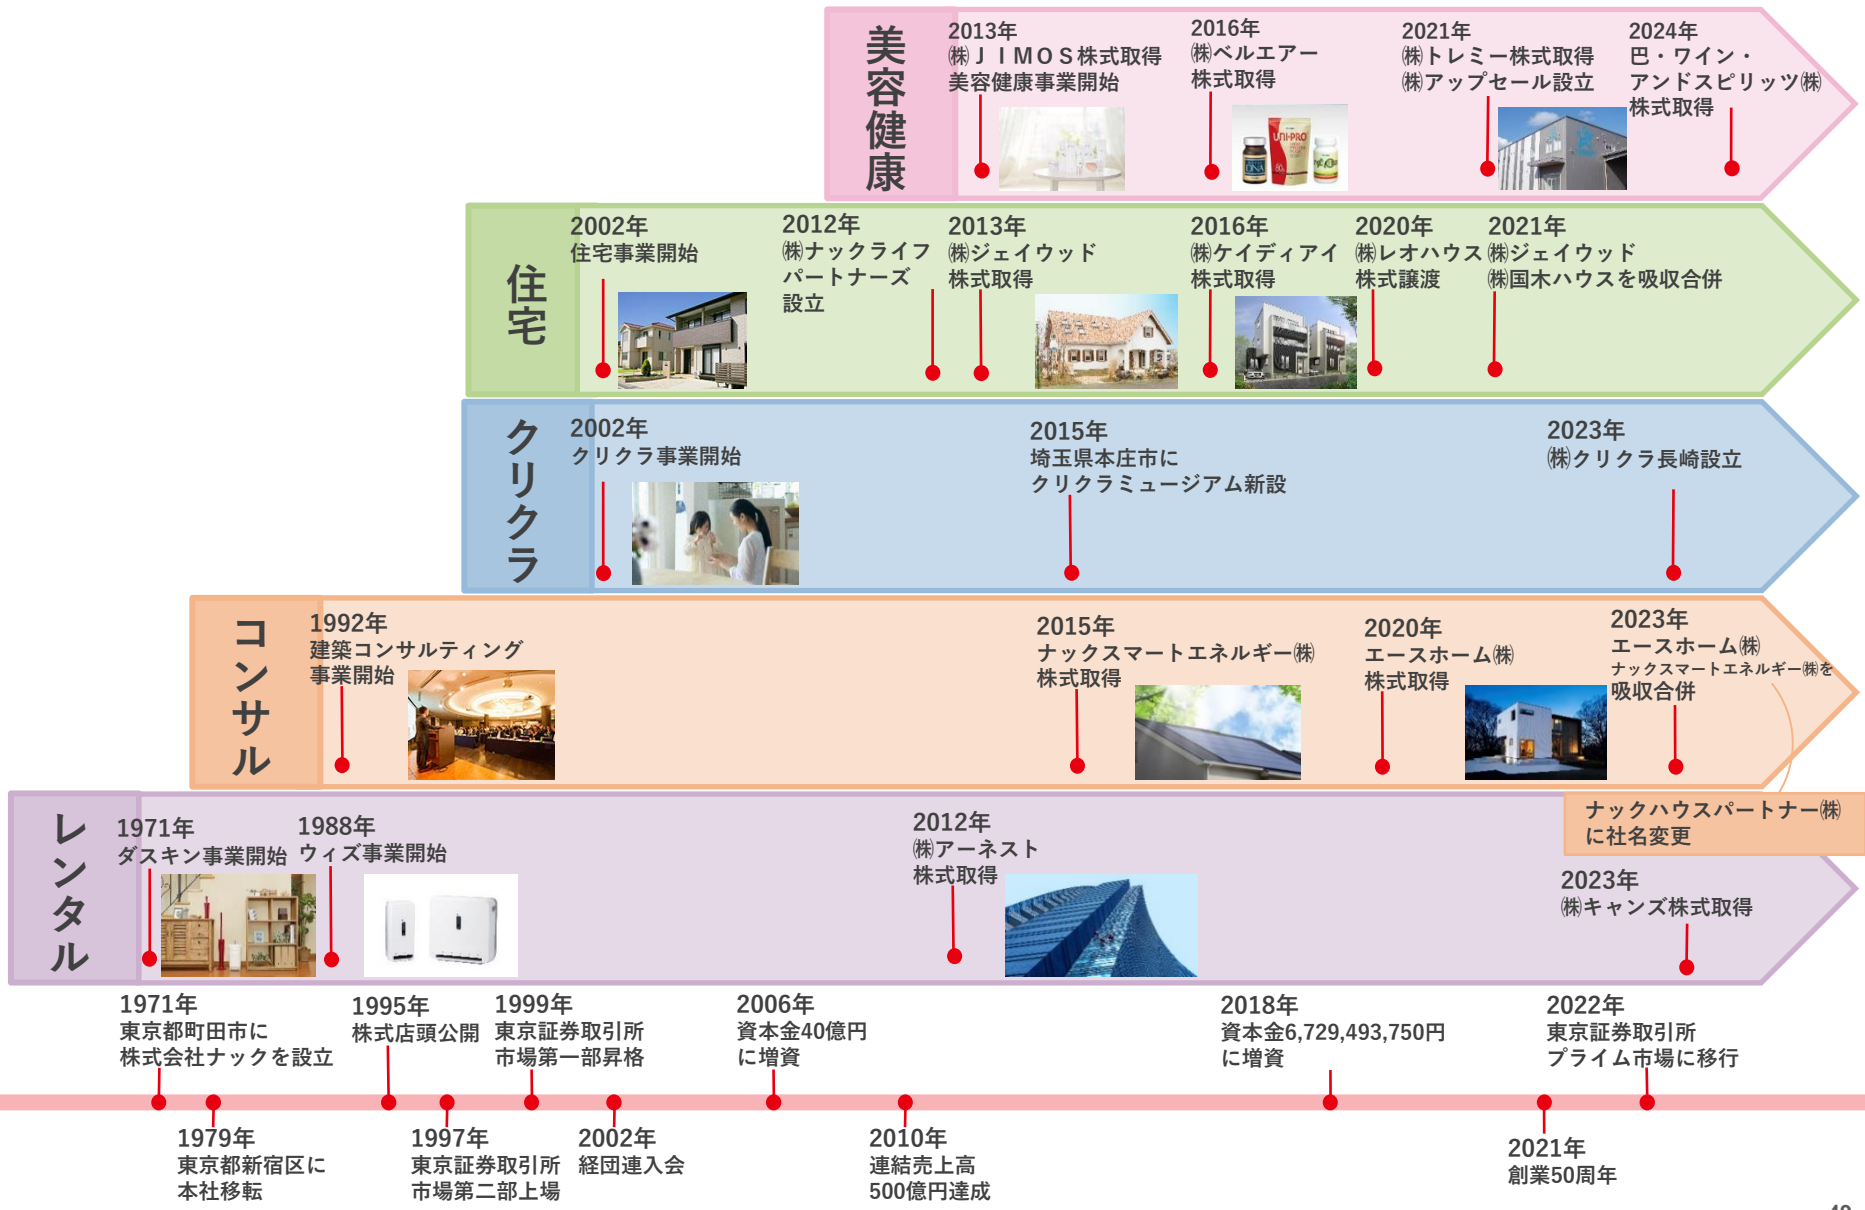 美容健康
2013年
㈱ＪＩＭＯＳ株式取得
美容健康事業開始
2016年
㈱ベルエアー
株式取得
2021年
㈱トレミー株式取得
㈱アップセール設立
2024年
巴・ワイン・
アンドスピリッツ㈱
株式取得
UNI-PRO
DNA
住宅
2002年
住宅事業開始
2012年
㈱ナックライフ
パートナーズ
設立
2013年
㈱ジェイウッド
株式取得
2016年
㈱ケイディアイ
株式取得
2020年
㈱レオハウス
株式譲渡
2021年
㈱ジェイウッド
㈱国木ハウスを吸収合併
クリクラ
2002年
クリクラ事業開始
2015年
埼玉県本庄市に
クリクラミュージアム新設
2023年
㈱クリクラ長崎設立
コンサル
1992年
建築コンサルティング
事業開始
2015年
ナックスマートエネルギー㈱
株式取得
2020年
エースホーム㈱
株式取得
2023年
エースホーム㈱
ナックスマートエネルギー㈱を
吸収合併
ナックハウスパートナー㈱
に社名変更
レンタル
1971年
ダスキン事業開始
1988年
ウィズ事業開始
2012年
㈱アーネスト
株式取得
2023年
㈱キャンズ株式取得
1971年
東京都町田市に
株式会社ナックを設立
1995年
株式店頭公開
1999年
東京証券取引所
市場第一部昇格
2006年
資本金40億円
に増資
2018年
資本金6,729,493,750円
に増資
2022年
東京証券取引所
プライム市場に移行
1979年
東京都新宿区に
本社移転
1997年
東京証券取引所
市場第二部上場
2002年
経団連入会
2010年
連結売上高
500億円達成
2021年
創業50周年